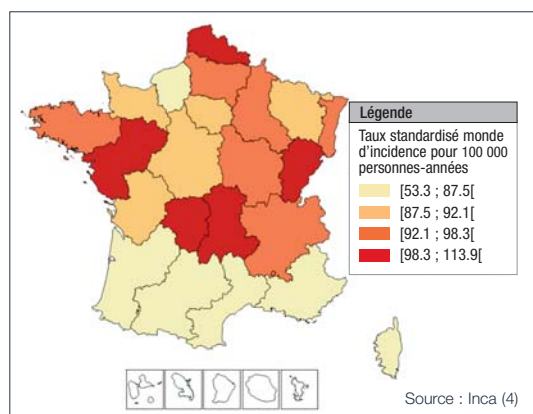 Légende
Taux standardisé monde
d'incidence pour 100 000
personnes-années
[53.3 ; 87.5[
[87.5 ; 92.1[
[92.1 ; 98.3[
[98.3 ; 113.9[
Source : Inca (4)